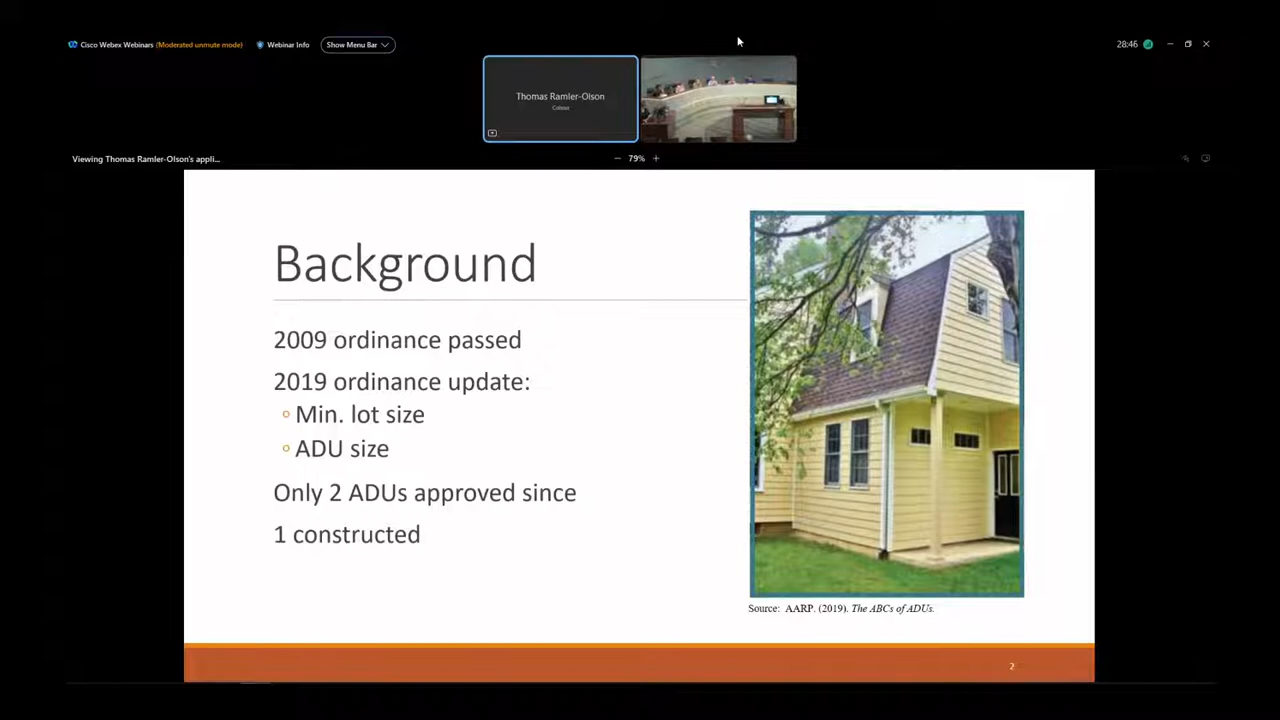 Cisco Webex Webinars (Moderated unmute mode) Webinar Info Show Menu Bar 28:46
Thomas Ramler-Olson
Cohost
Viewing Thomas Ramler-Olson's appli... 79%
Background
2009 ordinance passed
2019 ordinance update:
Min. lot size
ADU size
Only 2 ADUs approved since
1 constructed
Source: AARP. (2019). The ABCs of ADUs.
2